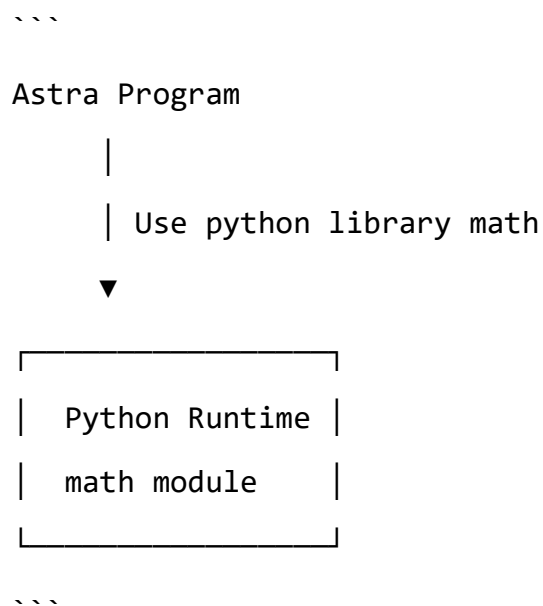 ```
Astra Program
│
│ Use python library math
▼
┌─────────────────┐
│  Python Runtime │
│  math module    │
└─────────────────┘
```